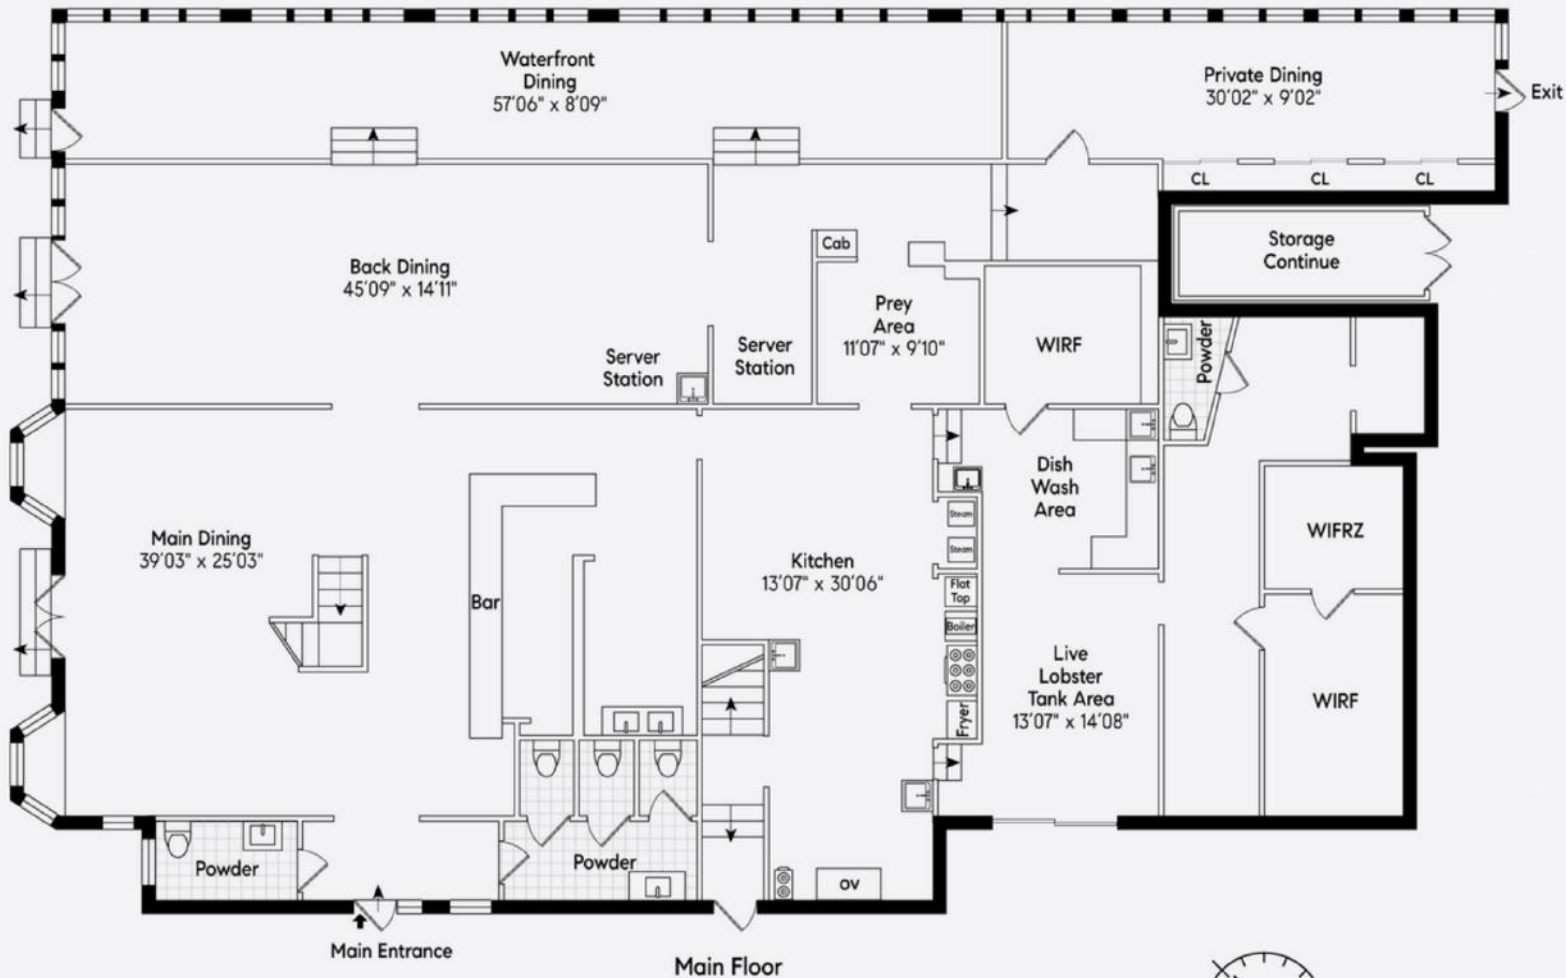 Waterfront
Dining
57'06" x 8'09"
Private Dining
30'02" x 9'02"
Exit
CL
CL
CL
Cab
Storage
Continue
Back Dining
45'09" x 14'11"
Prey
Area
11'07" x 9'10"
Server
Station
Server
Station
WIRF
Powder
Dish
Wash
Area
Steam
Steam
WIFRZ
Main Dining
39'03" x 25'03"
Kitchen
13'07" x 30'06"
Flat
Top
Bar
Boiler
Live
Lobster
Tank Area
13'07" x 14'08"
Fryer
WIRF
Powder
Powder
OV
Main Entrance
Main Floor